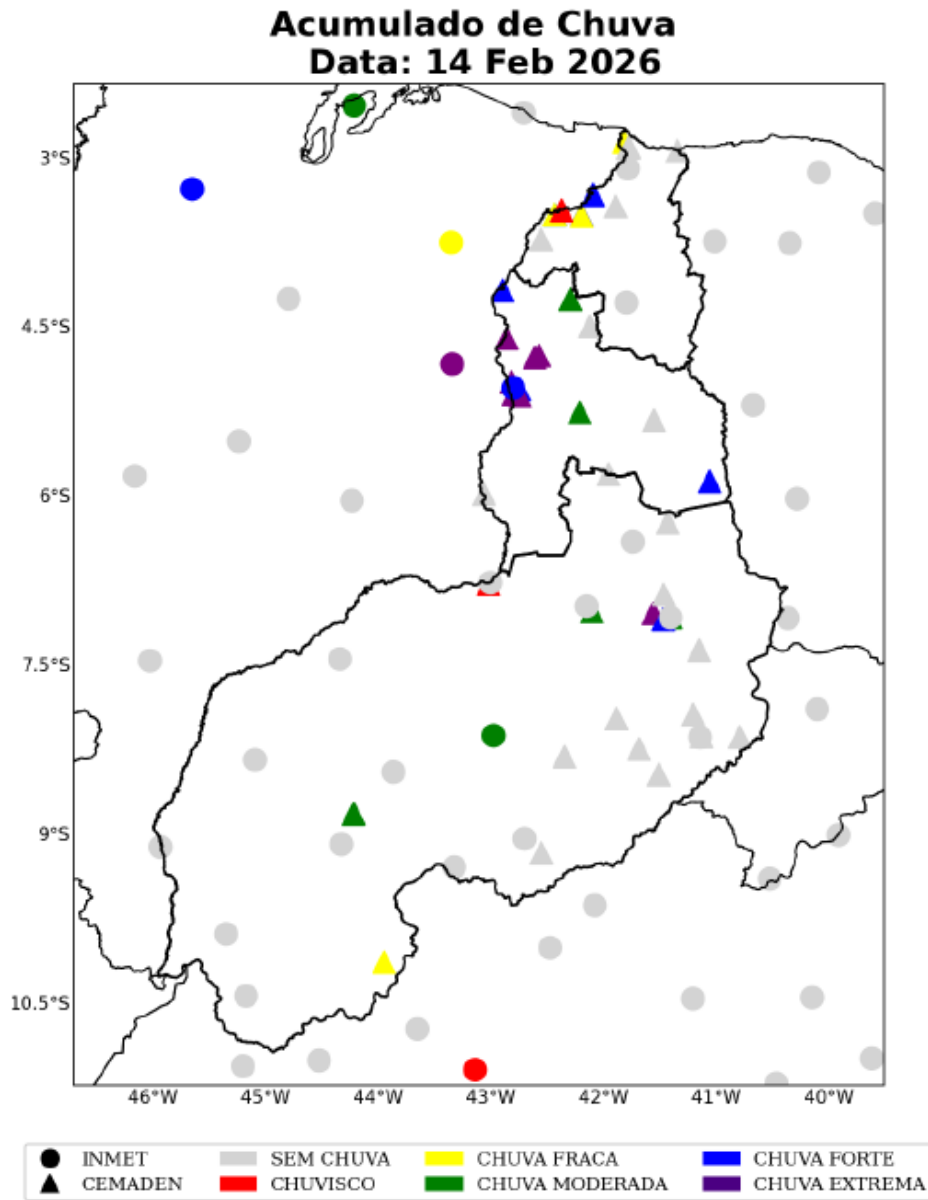 Acumulado de Chuva
Data: 14 Feb 2026
3°S
4.5°S
6°S
7.5°S
9°S
10.5°S
46°W 45°W 44°W 43°W 42°W 41°W 40°W
INMET SEM CHUVA CHUVA FRACA CHUVA FORTE
CEMADEN CHUVISCO CHUVA MODERADA CHUVA EXTREMA